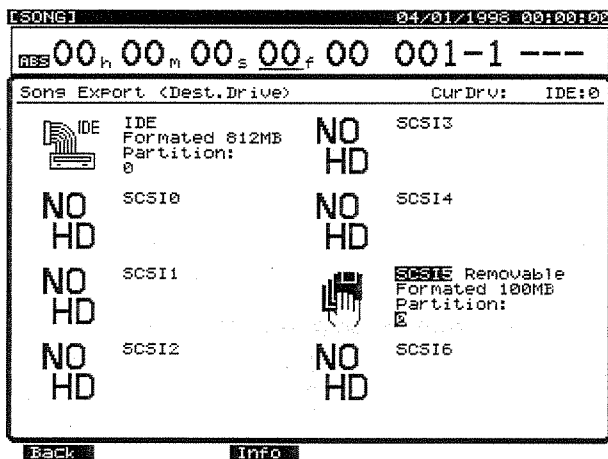 [SONG] 04/01/1998 00:00:00
ABS 00h 00m 00s 00f 00 001-1 ---
Song Export (Dest.Drive) CurDrv: IDE:0
IDE
IDE
Formated 812MB
Partition:
0
NO HD
SCSI3
NO HD
SCSI0
NO HD
SCSI4
NO HD
SCSI1
SCSI5 Removable
Formated 100MB
Partition:
0
NO HD
SCSI2
NO HD
SCSI6
Back Info